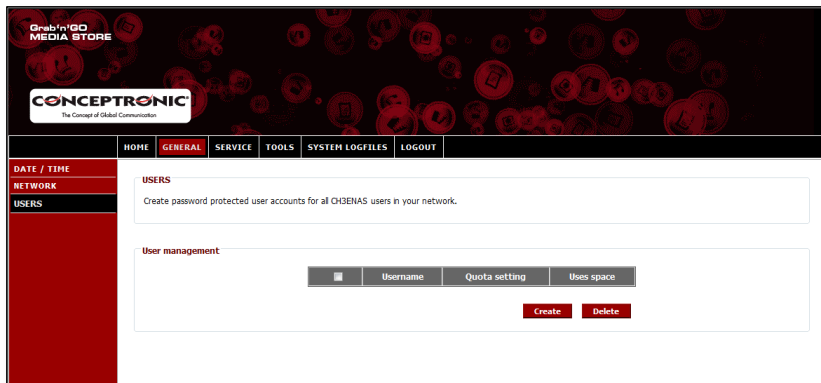 Grab'n'GO
MEDIA STORE
CONCEPTRONIC®
The Concept of Global Communication
HOME GENERAL SERVICE TOOLS SYSTEM LOGFILES LOGOUT
DATE / TIME
NETWORK
USERS
USERS
Create password protected user accounts for all CH3ENAS users in your network.
User management
Username Quota setting Uses space
Create Delete